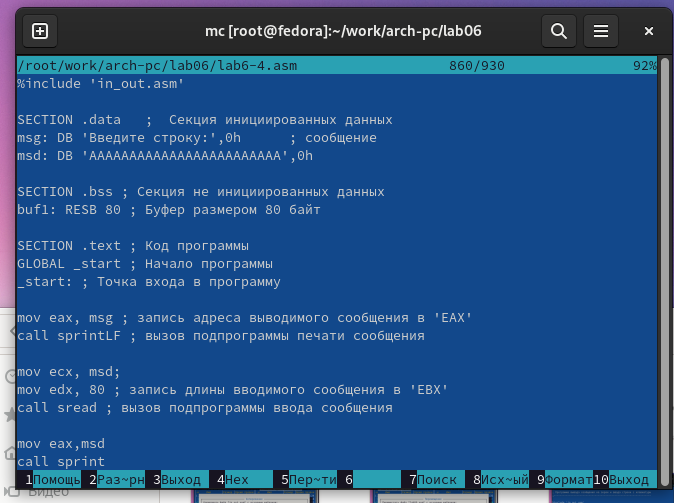 mc [root@fedora]:~/work/arch-pc/lab06
/root/work/arch-pc/lab06/lab6-4.asm 860/930 92%
%include 'in_out.asm'
SECTION .data ; Секция инициированных данных
msg: DB 'Введите строку:',0h ; сообщение
msd: DB 'AAAAAAAAAAAAAAAAAAAAAAAA',0h
SECTION .bss ; Секция не инициированных данных
buf1: RESB 80 ; Буфер размером 80 байт
SECTION .text ; Код программы
GLOBAL _start ; Начало программы
_start: ; Точка входа в программу
mov eax, msg ; запись адреса выводимого сообщения в 'EAX'
call sprintLF ; вызов подпрограммы печати сообщения
mov ecx, msd;
mov edx, 80 ; запись длины вводимого сообщения в 'EBX'
call sread ; вызов подпрограммы ввода сообщения
mov eax,msd
call sprint
1Помощь 2Раз~рн 3Выход 4Hex 5Пер~ти 6 7Поиск 8Исх~ый 9Формат 10Выход
Видео